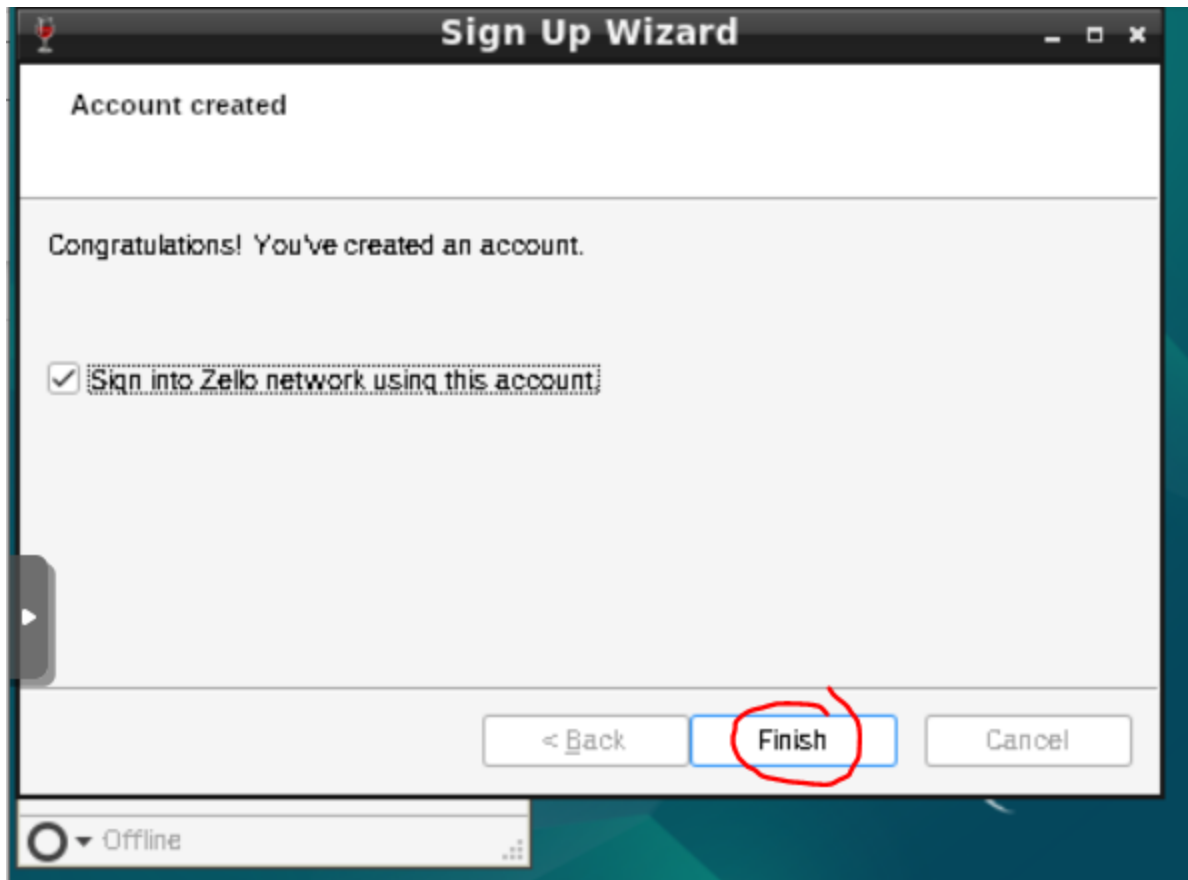 Sign Up Wizard
Account created
Congratulations! You've created an account.
Sign into Zello network using this account.
< Back
Finish
Cancel
Offline